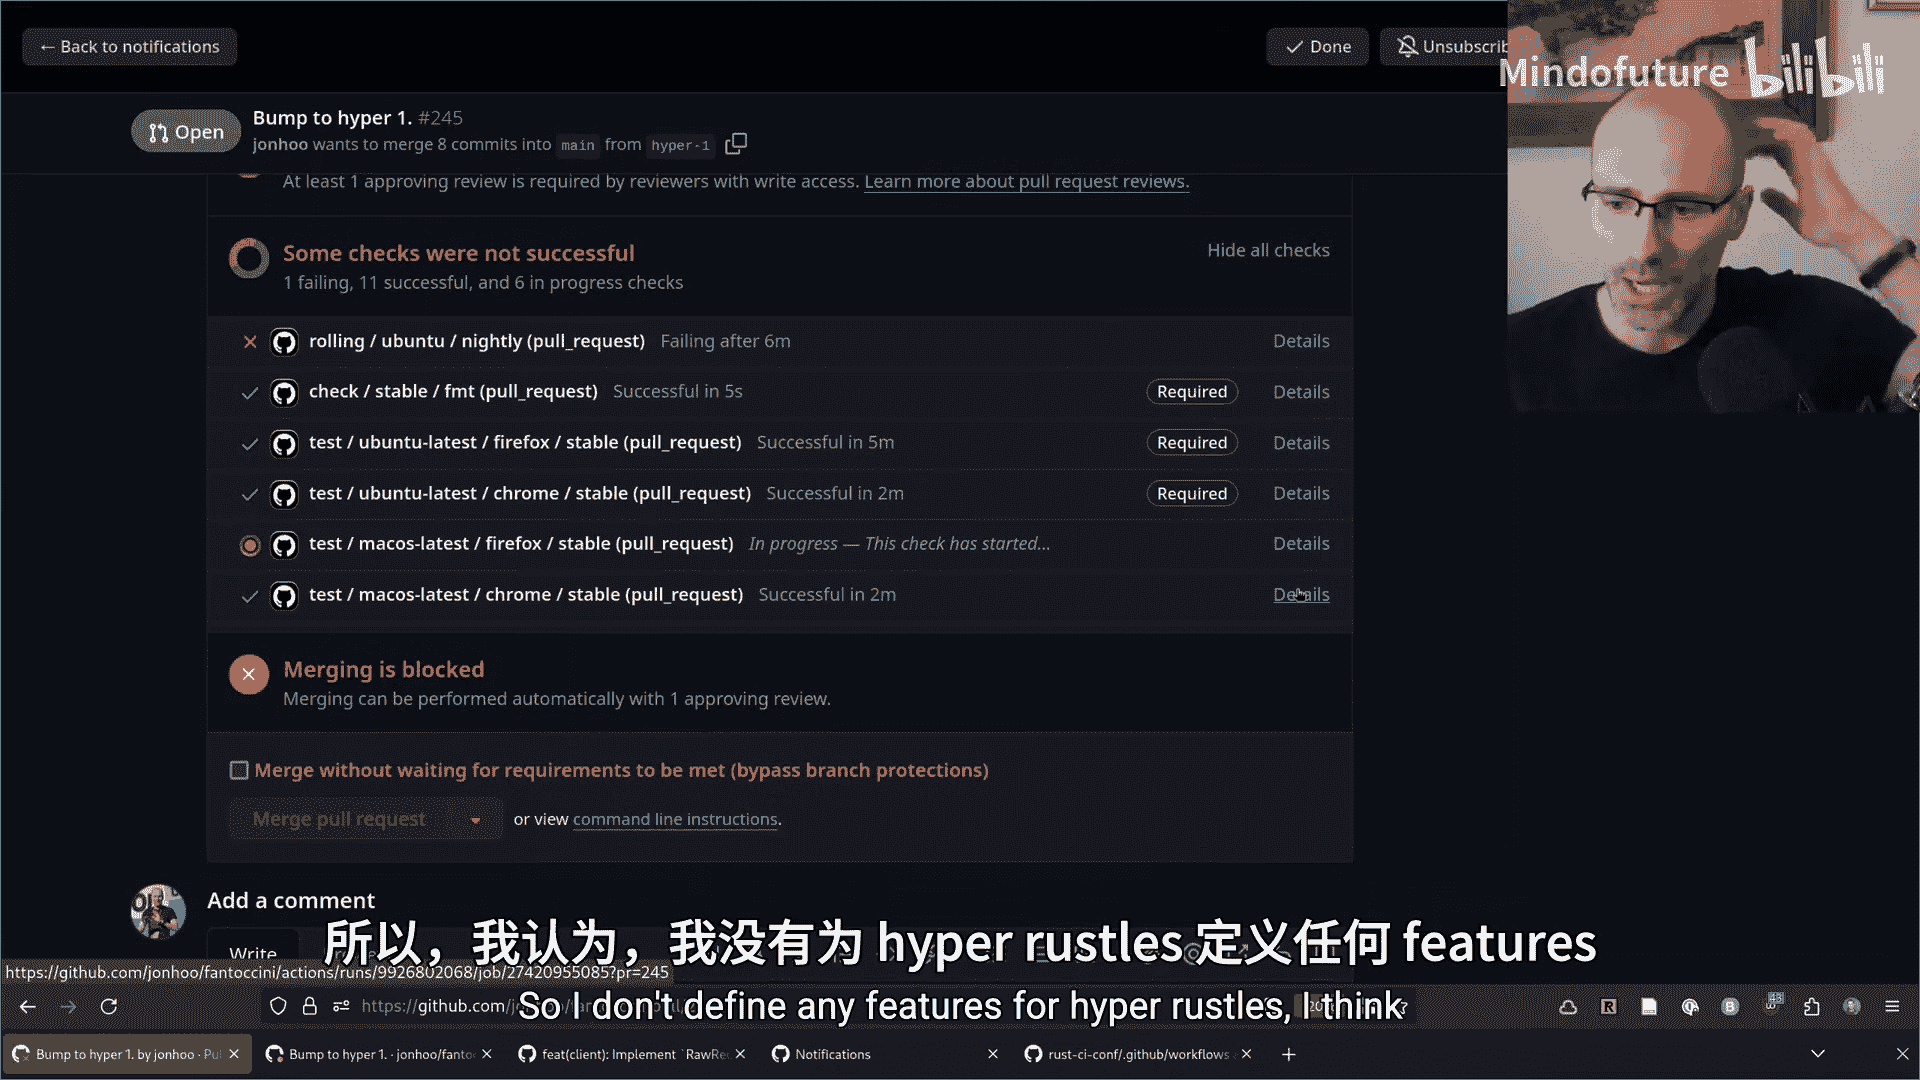 ← Back to notifications
Done
Unsubscrib
Mindofuture bilibili
Open
Bump to hyper 1. #245
jonhoo wants to merge 8 commits into main from hyper-1
At least 1 approving review is required by reviewers with write access. Learn more about pull request reviews.
Some checks were not successful
Hide all checks
1 failing, 11 successful, and 6 in progress checks
rolling / ubuntu / nightly (pull_request) Failing after 6m Details
check / stable / fmt (pull_request) Successful in 5s Required Details
test / ubuntu-latest / firefox / stable (pull_request) Successful in 5m Required Details
test / ubuntu-latest / chrome / stable (pull_request) Successful in 2m Required Details
test / macos-latest / firefox / stable (pull_request) In progress — This check has started... Details
test / macos-latest / chrome / stable (pull_request) Successful in 2m Details
Merging is blocked
Merging can be performed automatically with 1 approving review.
Merge without waiting for requirements to be met (bypass branch protections)
Merge pull request or view command line instructions.
Add a comment
Write
所以，我认为，我没有为 hyper rustles 定义任何 features
https://github.com/jonhoo/fantoccini/actions/runs/9926802068/job/27420955085?pr=245
https://github.com/j
So I don't define any features for hyper rustles, I think
Bump to hyper 1. by jonhoo · Pu
Bump to hyper 1. · jonhoo/fanto
feat(client): Implement `RawRe
Notifications
rust-ci-conf/.github/workflows